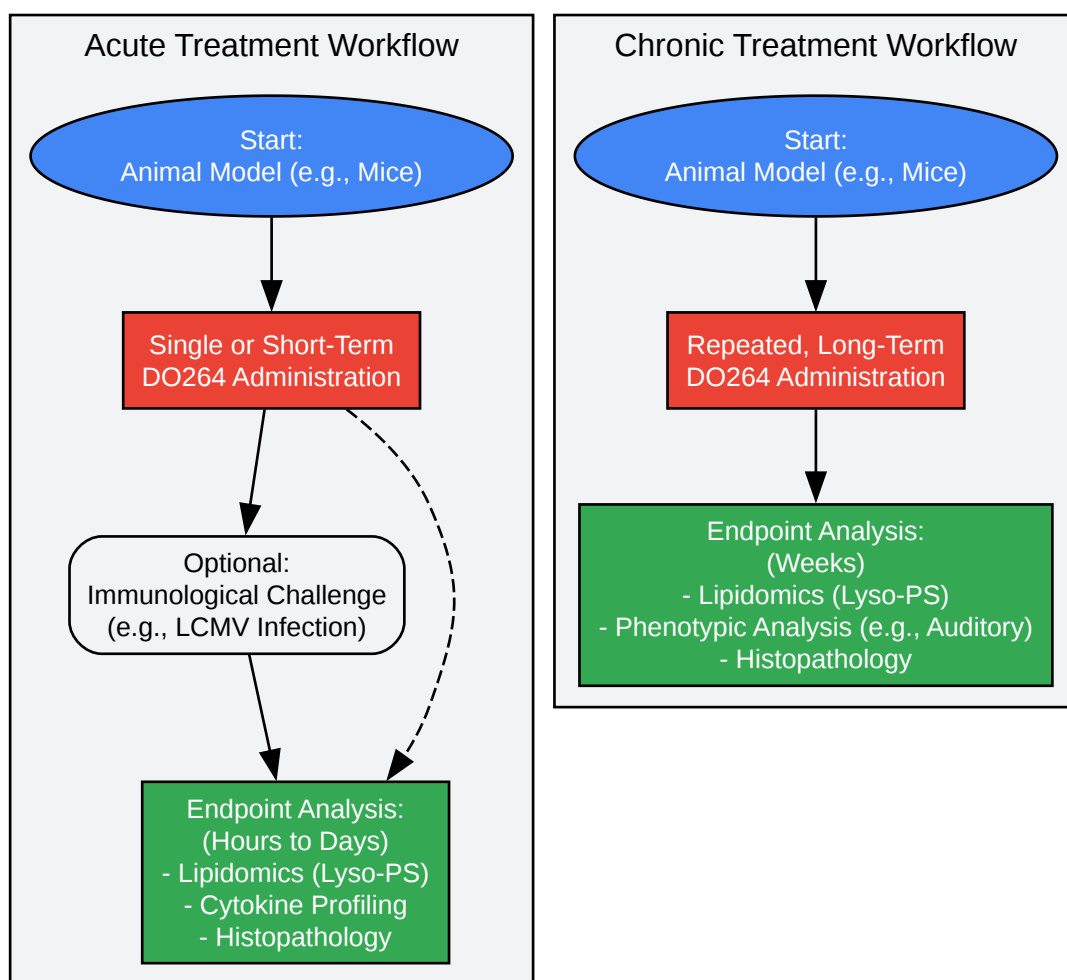 Acute Treatment Workflow
Start:
Animal Model (e.g., Mice)
Single or Short-Term
DO264 Administration
Optional:
Immunological Challenge
(e.g., LCMV Infection)
Endpoint Analysis:
(Hours to Days)
- Lipidomics (Lyso-PS)
- Cytokine Profiling
- Histopathology
Chronic Treatment Workflow
Start:
Animal Model (e.g., Mice)
Repeated, Long-Term
DO264 Administration
Endpoint Analysis:
(Weeks)
- Lipidomics (Lyso-PS)
- Phenotypic Analysis (e.g., Auditory)
- Histopathology